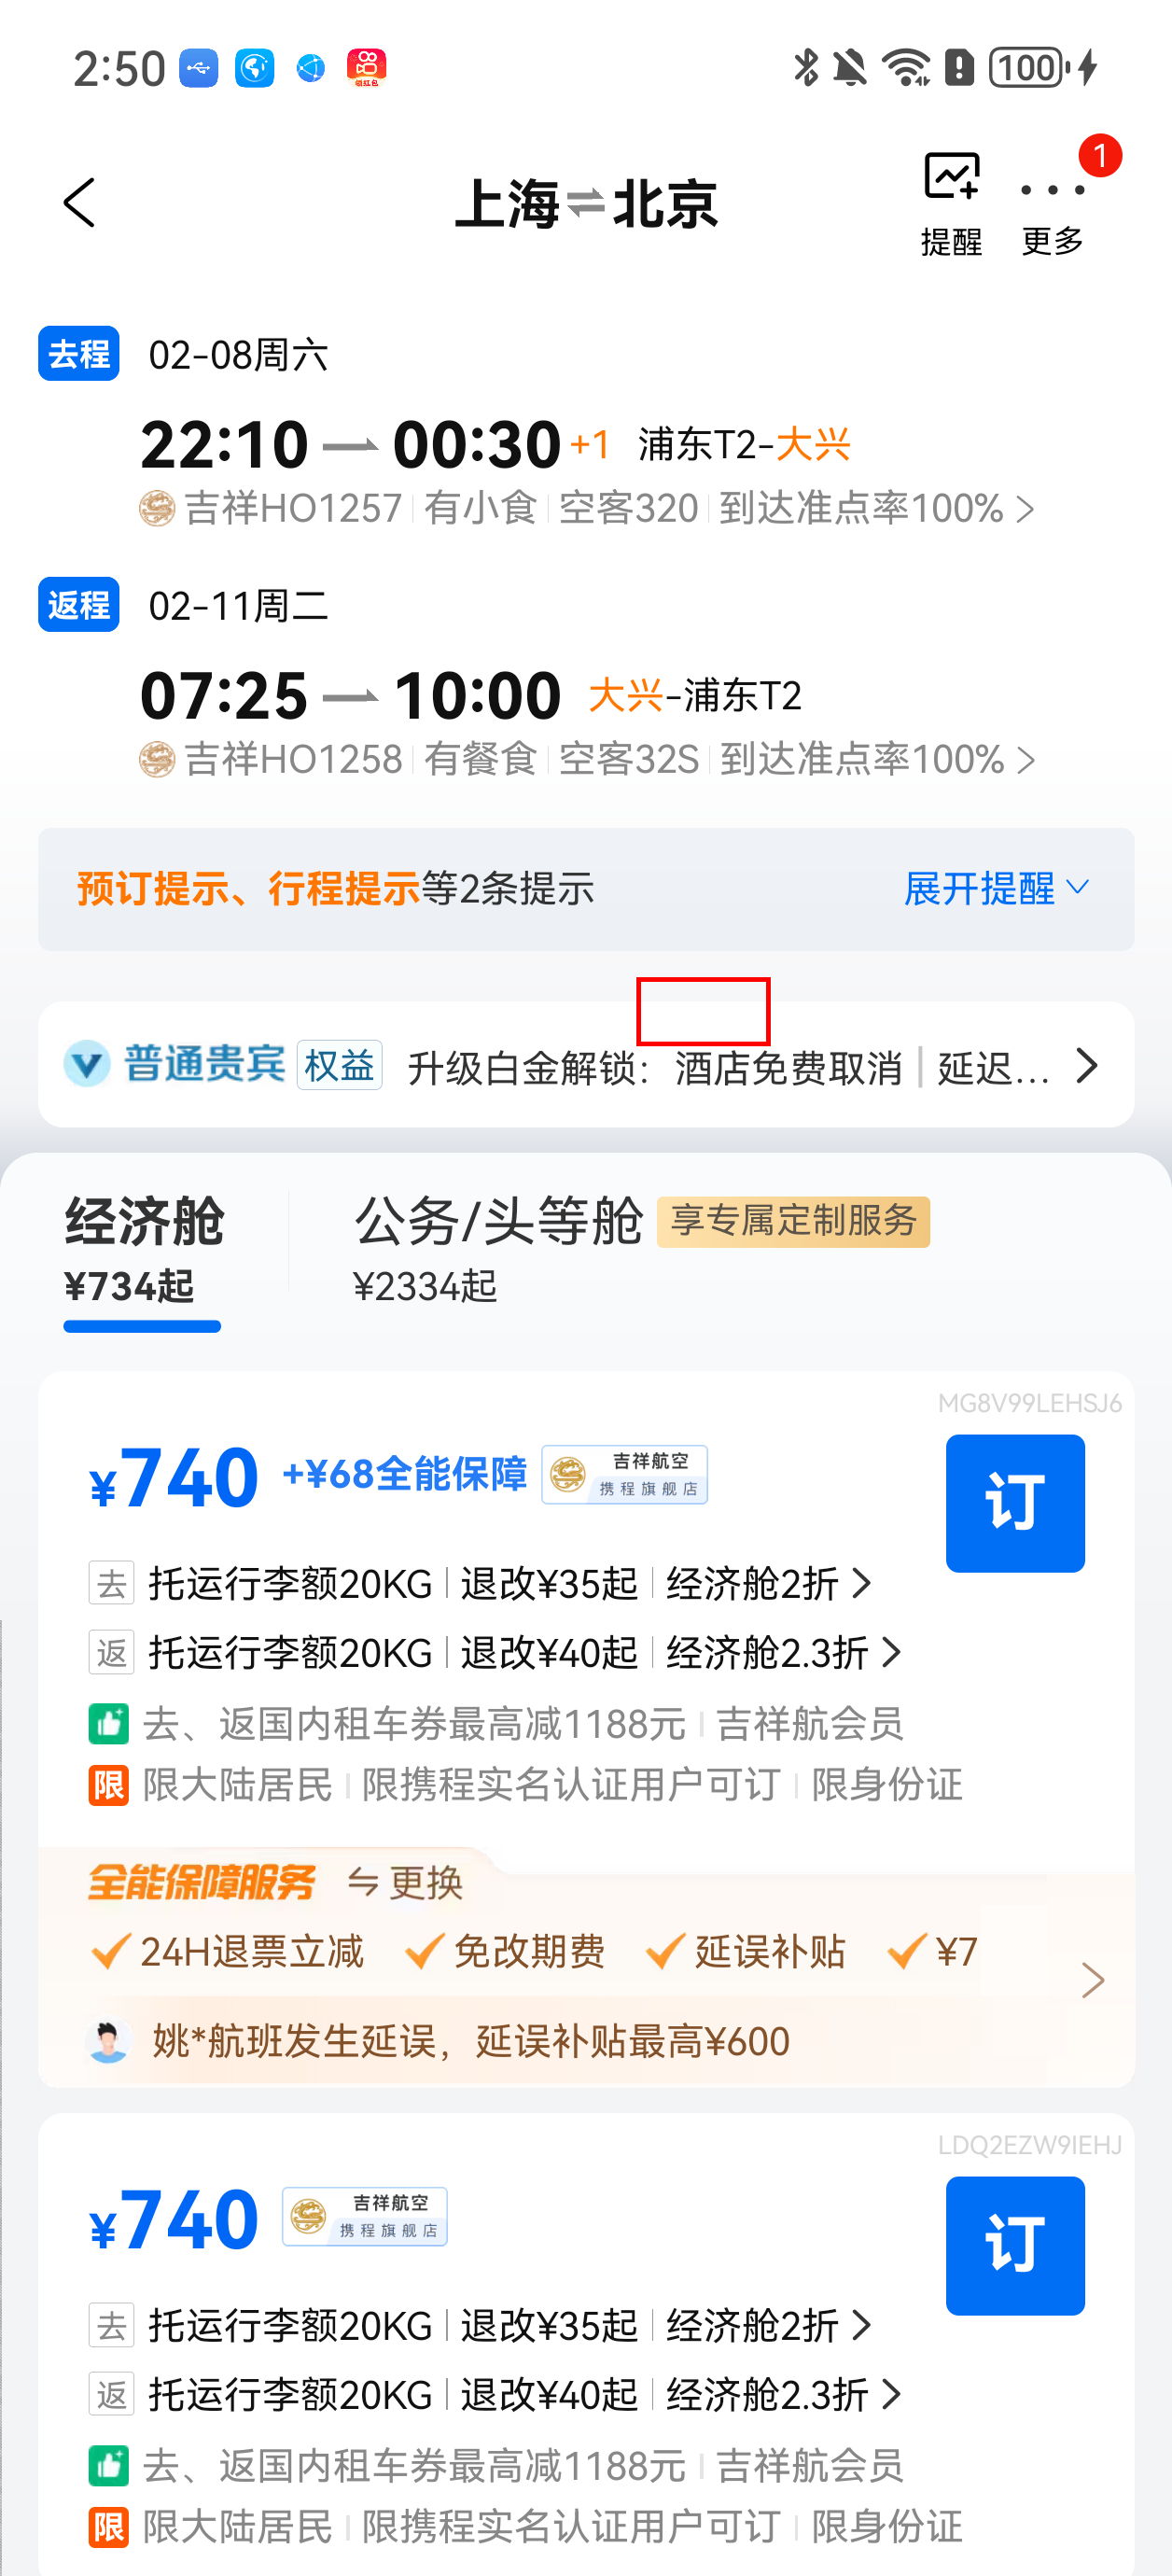 2:50
领红包
100
上海⇌北京
1
提醒
更多
去程 02-08周六
22:10 00:30 +1 浦东T2-大兴
吉祥HO1257 有小食 空客320 到达准点率100%
返程 02-11周二
07:25 10:00 大兴-浦东T2
吉祥HO1258 有餐食 空客32S 到达准点率100%
预订提示、行程提示等2条提示 展开提醒
普通贵宾 权益 升级白金解锁: 酒店免费取消 延迟...
经济舱 公务/头等舱 享专属定制服务
¥734起 ¥2334起
MG8V99LEHSJ6
¥740 +¥68全能保障 吉祥航空 携程旗舰店
订
去 托运行李额20KG 退改¥35起 经济舱2折
返 托运行李额20KG 退改¥40起 经济舱2.3折
去、返国内租车券最高减1188元 吉祥航会员
限 限大陆居民 限携程实名认证用户可订 限身份证
全能保障服务 更换
24H退票立减 免改期费 延误补贴 ¥7
姚*航班发生延误，延误补贴最高¥600
LDQ2EZW9IEHJ
¥740 吉祥航空 携程旗舰店
订
去 托运行李额20KG 退改¥35起 经济舱2折
返 托运行李额20KG 退改¥40起 经济舱2.3折
去、返国内租车券最高减1188元 吉祥航会员
限 限大陆居民 限携程实名认证用户可订 限身份证